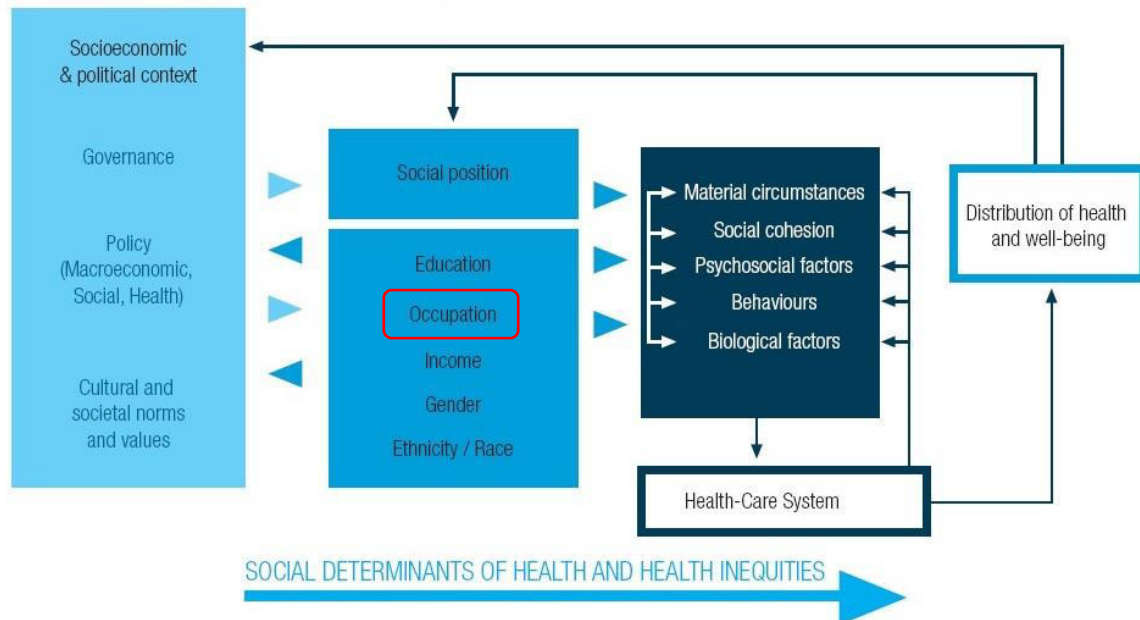 Socioeconomic
& political context
Governance
Policy
(Macroeconomic,
Social, Health)
Cultural and
societal norms
and values
Social position
Education
Occupation
Income
Gender
Ethnicity / Race
Material circumstances
Social cohesion
Psychosocial factors
Behaviours
Biological factors
Health-Care System
Distribution of health
and well-being
SOCIAL DETERMINANTS OF HEALTH AND HEALTH INEQUITIES